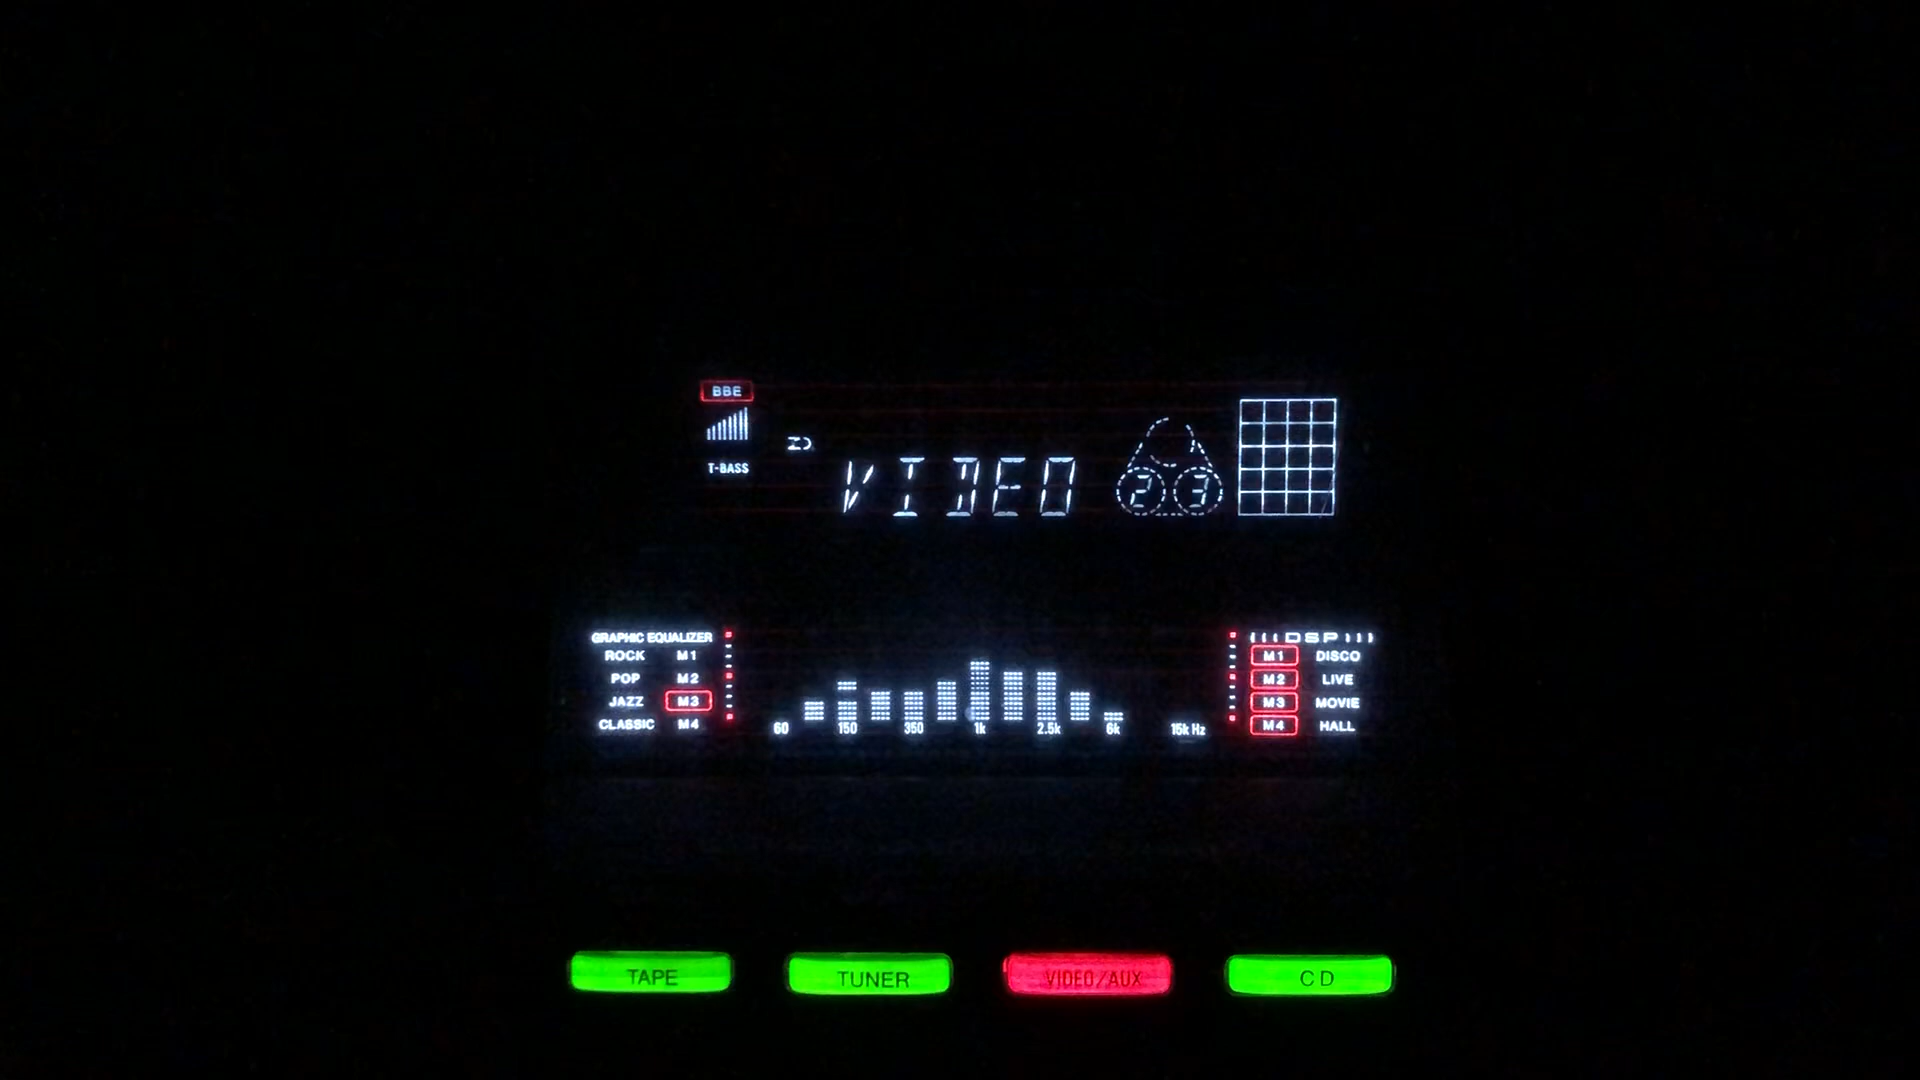 BBE
T-BASS
VIDEO
2 3
GRAPHIC EQUALIZER
ROCK M1
POP M2
JAZZ M3
CLASSIC M4
60 150 350 1k 2.5k 6k 15k Hz
DSP
M1 DISCO
M2 LIVE
M3 MOVIE
M4 HALL
TAPE TUNER VIDEO/AUX CD